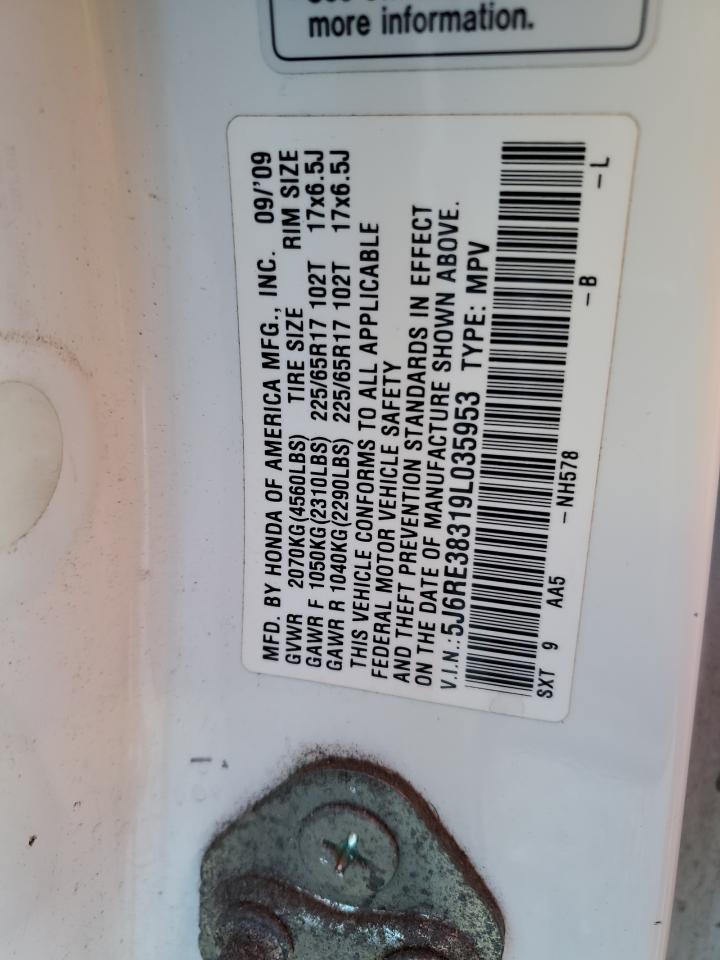 more information.
MFD. BY HONDA OF AMERICA MFG., INC. 09/'09
GVWR 2070KG(4560LBS) TIRE SIZE RIM SIZE
GAWR F 1050KG(2310LBS) 225/65R17 102T 17x6.5J
GAWR R 1040KG(2290LBS) 225/65R17 102T 17x6.5J
THIS VEHICLE CONFORMS TO ALL APPLICABLE
FEDERAL MOTOR VEHICLE SAFETY
AND THEFT PREVENTION STANDARDS IN EFFECT
ON THE DATE OF MANUFACTURE SHOWN ABOVE.
V.I.N.:5J6RE38319L035953 TYPE: MPV
SXT 9 AA5 -NH578 -B -L